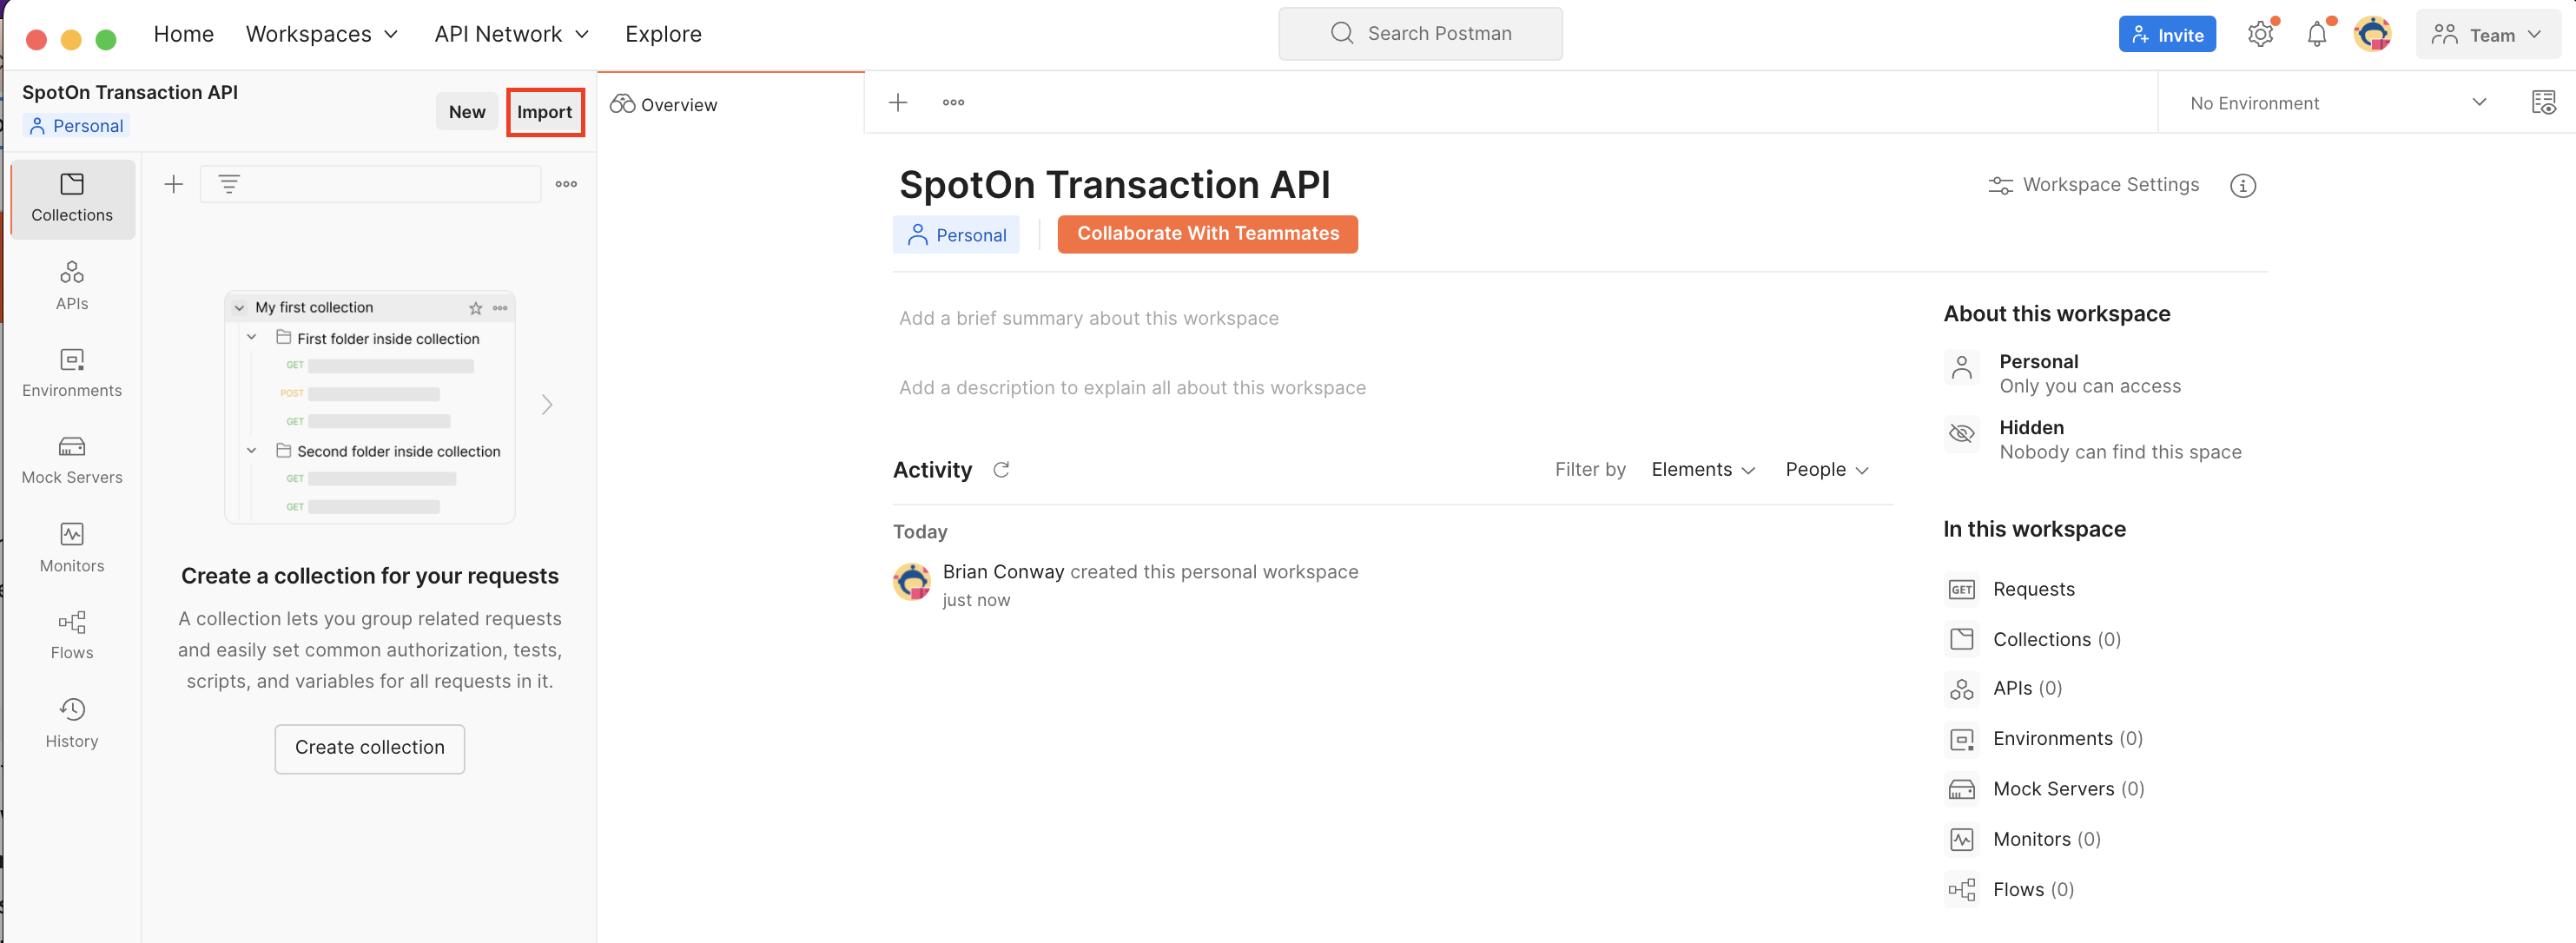 Home Workspaces API Network Explore
Search Postman
Invite
Team
SpotOn Transaction API
Personal
New
Import
Overview
No Environment
Collections
APIs
Environments
Mock Servers
Monitors
Flows
History
My first collection
First folder inside collection
GET
POST
GET
Second folder inside collection
GET
GET
Create a collection for your requests
A collection lets you group related requests
and easily set common authorization, tests,
scripts, and variables for all requests in it.
Create collection
SpotOn Transaction API
Workspace Settings
Personal
Collaborate With Teammates
Add a brief summary about this workspace
Add a description to explain all about this workspace
Activity
Filter by Elements People
Today
Brian Conway created this personal workspace
just now
About this workspace
Personal
Only you can access
Hidden
Nobody can find this space
In this workspace
GET Requests
Collections (0)
APIs (0)
Environments (0)
Mock Servers (0)
Monitors (0)
Flows (0)